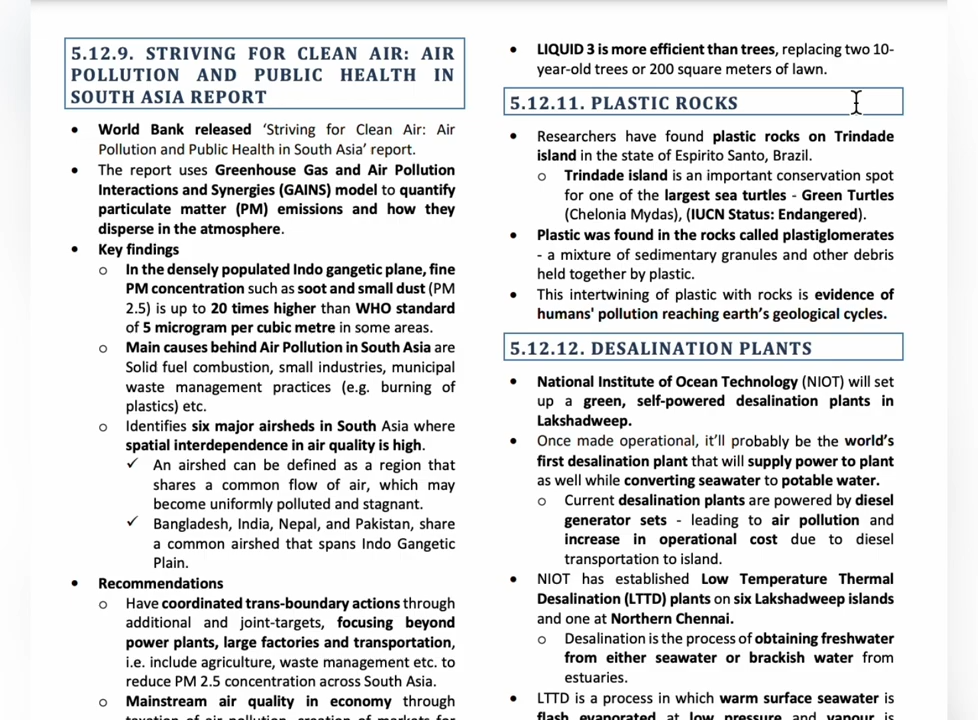 5.12.9. STRIVING FOR CLEAN AIR: AIR
POLLUTION AND PUBLIC HEALTH IN
SOUTH ASIA REPORT
• World Bank released ‘Striving for Clean Air: Air
Pollution and Public Health in South Asia’ report.
• The report uses Greenhouse Gas and Air Pollution
Interactions and Synergies (GAINS) model to quantify
particulate matter (PM) emissions and how they
disperse in the atmosphere.
• Key findings
o In the densely populated Indo gangetic plane, fine
PM concentration such as soot and small dust (PM
2.5) is up to 20 times higher than WHO standard
of 5 microgram per cubic metre in some areas.
o Main causes behind Air Pollution in South Asia are
Solid fuel combustion, small industries, municipal
waste management practices (e.g. burning of
plastics) etc.
o Identifies six major airsheds in South Asia where
spatial interdependence in air quality is high.
✓ An airshed can be defined as a region that
shares a common flow of air, which may
become uniformly polluted and stagnant.
✓ Bangladesh, India, Nepal, and Pakistan, share
a common airshed that spans Indo Gangetic
Plain.
• Recommendations
o Have coordinated trans-boundary actions through
additional and joint-targets, focusing beyond
power plants, large factories and transportation,
i.e. include agriculture, waste management etc. to
reduce PM 2.5 concentration across South Asia.
o Mainstream air quality in economy through
taxation of air pollution, creation of markets for
• LIQUID 3 is more efficient than trees, replacing two 10-
year-old trees or 200 square meters of lawn.
5.12.11. PLASTIC ROCKS
• Researchers have found plastic rocks on Trindade
island in the state of Espirito Santo, Brazil.
o Trindade island is an important conservation spot
for one of the largest sea turtles - Green Turtles
(Chelonia Mydas), (IUCN Status: Endangered).
• Plastic was found in the rocks called plastiglomerates
- a mixture of sedimentary granules and other debris
held together by plastic.
• This intertwining of plastic with rocks is evidence of
humans' pollution reaching earth’s geological cycles.
5.12.12. DESALINATION PLANTS
• National Institute of Ocean Technology (NIOT) will set
up a green, self-powered desalination plants in
Lakshadweep.
• Once made operational, it’ll probably be the world’s
first desalination plant that will supply power to plant
as well while converting seawater to potable water.
o Current desalination plants are powered by diesel
generator sets - leading to air pollution and
increase in operational cost due to diesel
transportation to island.
• NIOT has established Low Temperature Thermal
Desalination (LTTD) plants on six Lakshadweep islands
and one at Northern Chennai.
o Desalination is the process of obtaining freshwater
from either seawater or brackish water from
estuaries.
• LTTD is a process in which warm surface seawater is
flash evaporated at low pressure and vapour is